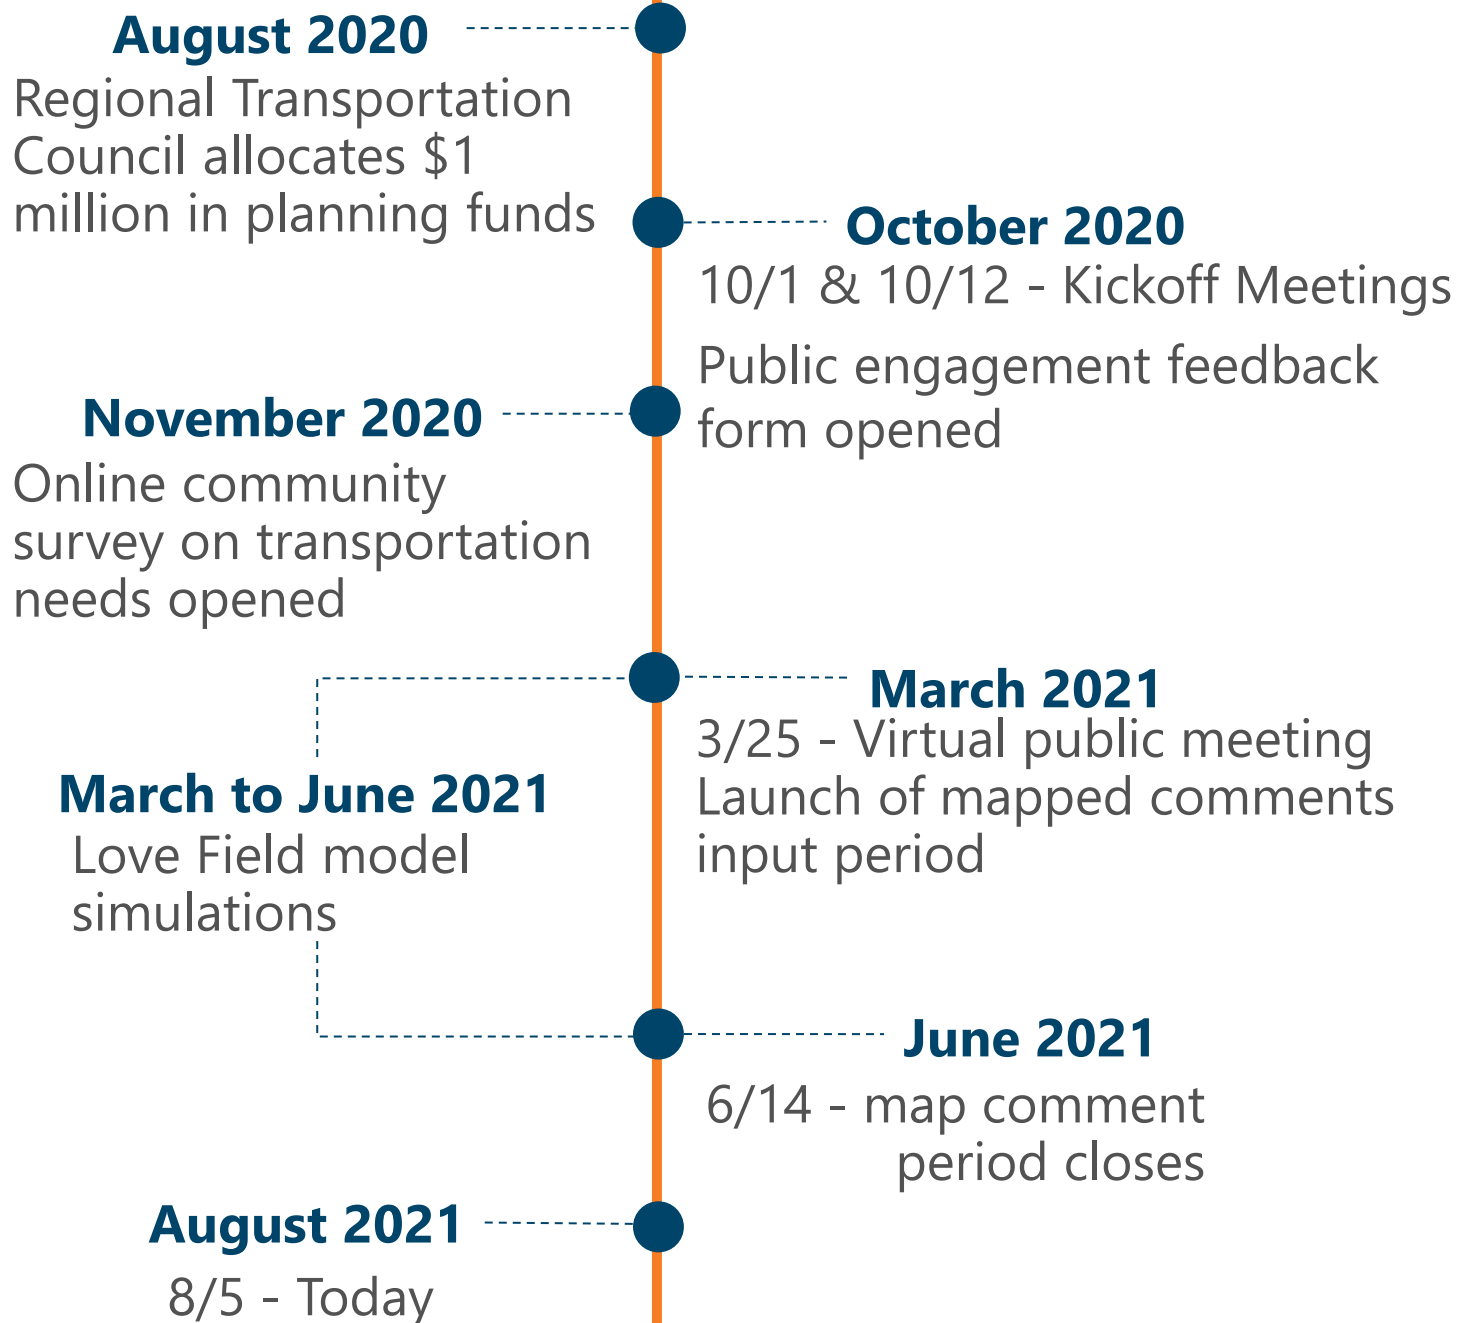 August 2020
Regional Transportation
Council allocates $1
million in planning funds
October 2020
10/1 & 10/12 - Kickoff Meetings
Public engagement feedback
form opened
November 2020
Online community
survey on transportation
needs opened
March 2021
3/25 - Virtual public meeting
Launch of mapped comments
input period
March to June 2021
Love Field model
simulations
June 2021
6/14 - map comment
period closes
August 2021
8/5 - Today